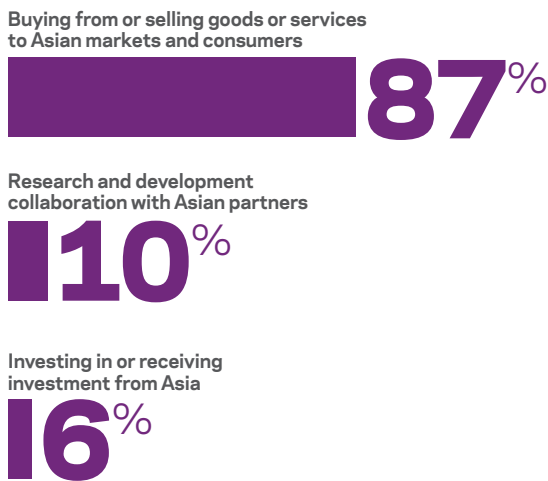 Buying from or selling goods or services
to Asian markets and consumers
87%
Research and development
collaboration with Asian partners
10%
Investing in or receiving
investment from Asia
6%